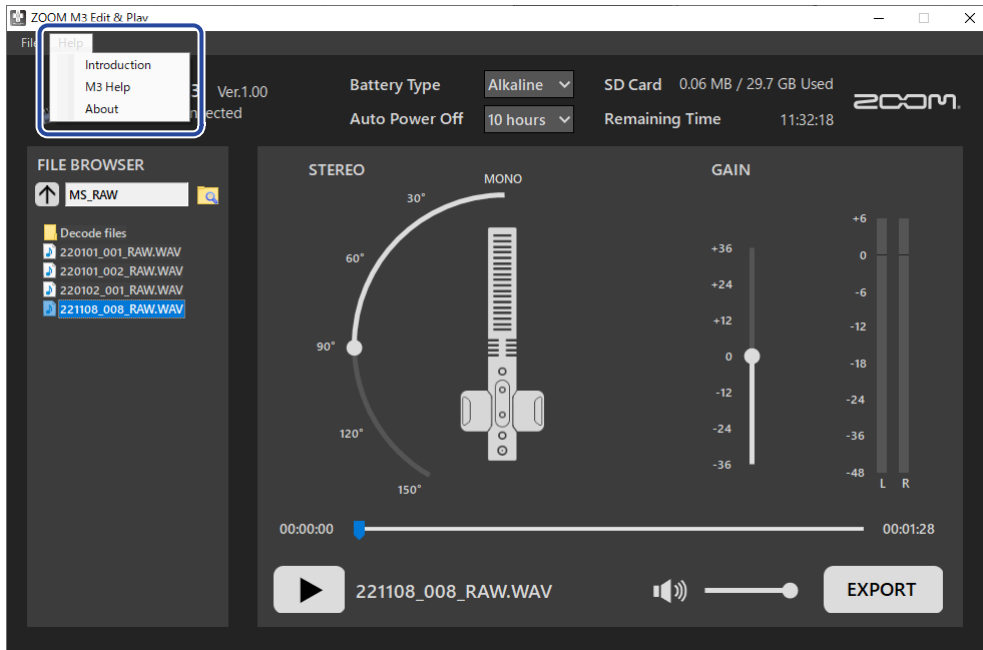 ZOOM M3 Edit & Play
File Help
Introduction
M3 Help
About
3 Ver.1.00
nected
Battery Type Alkaline
Auto Power Off 10 hours
SD Card 0.06 MB / 29.7 GB Used
Remaining Time 11:32:18
ZOOM
FILE BROWSER
MS_RAW
Decode files
220101_001_RAW.WAV
220101_002_RAW.WAV
220102_001_RAW.WAV
221108_008_RAW.WAV
STEREO
MONO
30°
60°
90°
120°
150°
GAIN
+36
+24
+12
0
-12
-24
-36
+6
0
-6
-12
-18
-24
-36
-48
L R
00:00:00
00:01:28
221108_008_RAW.WAV
EXPORT